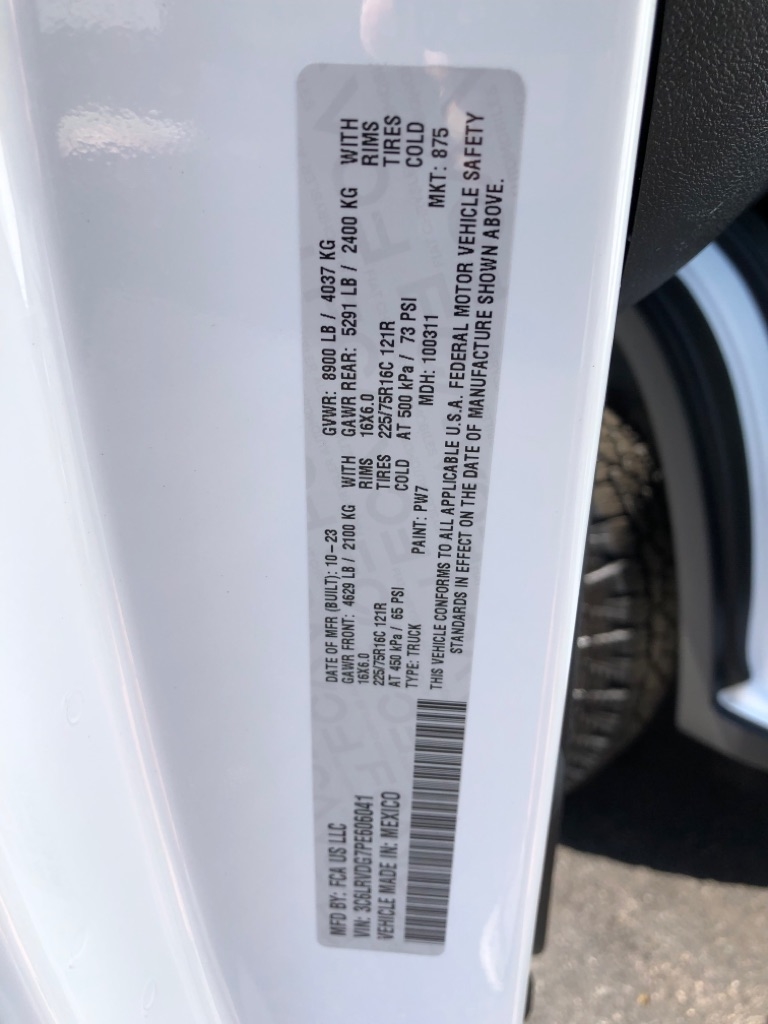 MFD BY: FCA US LLC
DATE OF MFR (BUILT): 10-23
GVWR: 8900 LB / 4037 KG
VIN: 3C6LRVDG7PE606041
GAWR FRONT: 4629 LB / 2100 KG WITH
GAWR REAR: 5291 LB / 2400 KG WITH
VEHICLE MADE IN: MEXICO
16X6.0 RIMS
16X6.0 RIMS
225/75R16C 121R TIRES
225/75R16C 121R TIRES
AT 450 kPa / 65 PSI COLD
AT 500 kPa / 73 PSI COLD
TYPE: TRUCK PAINT: PW7 MDH: 100311 MKT: 875
THIS VEHICLE CONFORMS TO ALL APPLICABLE U.S.A. FEDERAL MOTOR VEHICLE SAFETY
STANDARDS IN EFFECT ON THE DATE OF MANUFACTURE SHOWN ABOVE.